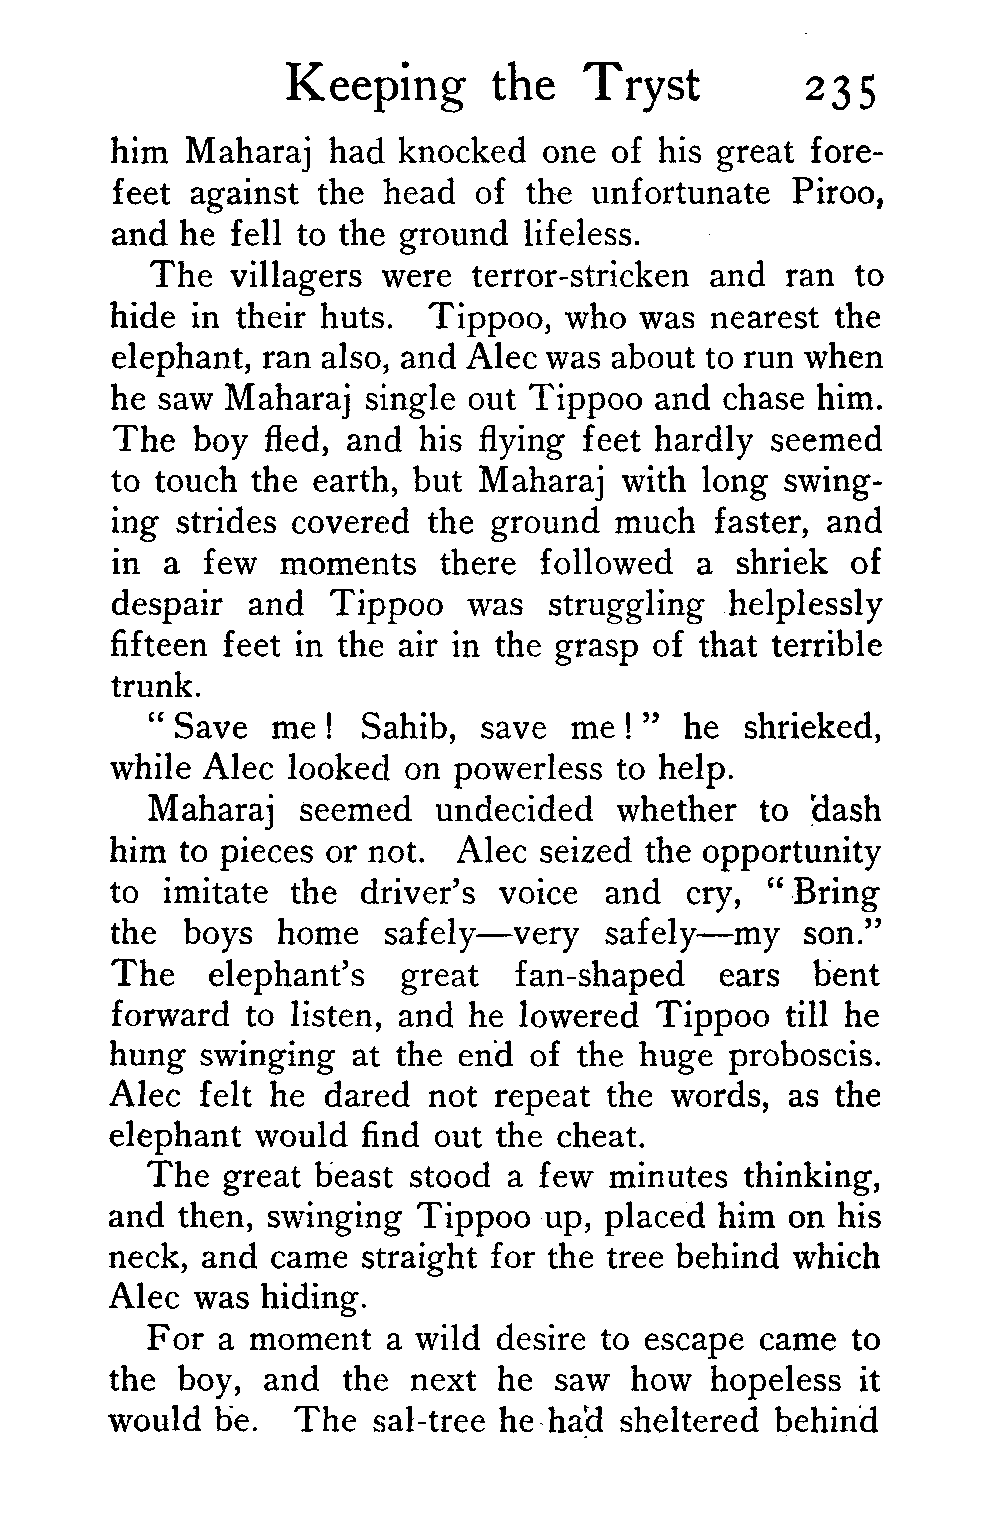 Keeping the Tryst 235
him Maharaj had knocked one of his great fore-
feet against the head of the unfortunate Piroo,
and he fell to the ground lifeless.
The villagers were terror-stricken and ran to
hide in their huts. Tippoo, who was nearest the
elephant, ran also, and Alec was about to run when
he saw Maharaj single out Tippoo and chase him.
The boy fled, and his flying feet hardly seemed
to touch the earth, but Maharaj with long swing-
ing strides covered the ground much faster, and
in a few moments there followed a shriek of
despair and Tippoo was struggling helplessly
fifteen feet in the air in the grasp of that terrible
trunk.
“Save me! Sahib, save me!” he shrieked,
while Alec looked on powerless to help.
Maharaj seemed undecided whether to dash
him to pieces or not. Alec seized the opportunity
to imitate the driver’s voice and cry, “Bring
the boys home safely—very safely—my son.”
The elephant’s great fan-shaped ears bent
forward to listen, and he lowered Tippoo till he
hung swinging at the end of the huge proboscis.
Alec felt he dared not repeat the words, as the
elephant would find out the cheat.
The great beast stood a few minutes thinking,
and then, swinging Tippoo up, placed him on his
neck, and came straight for the tree behind which
Alec was hiding.
For a moment a wild desire to escape came to
the boy, and the next he saw how hopeless it
would be. The sal-tree he had sheltered behind